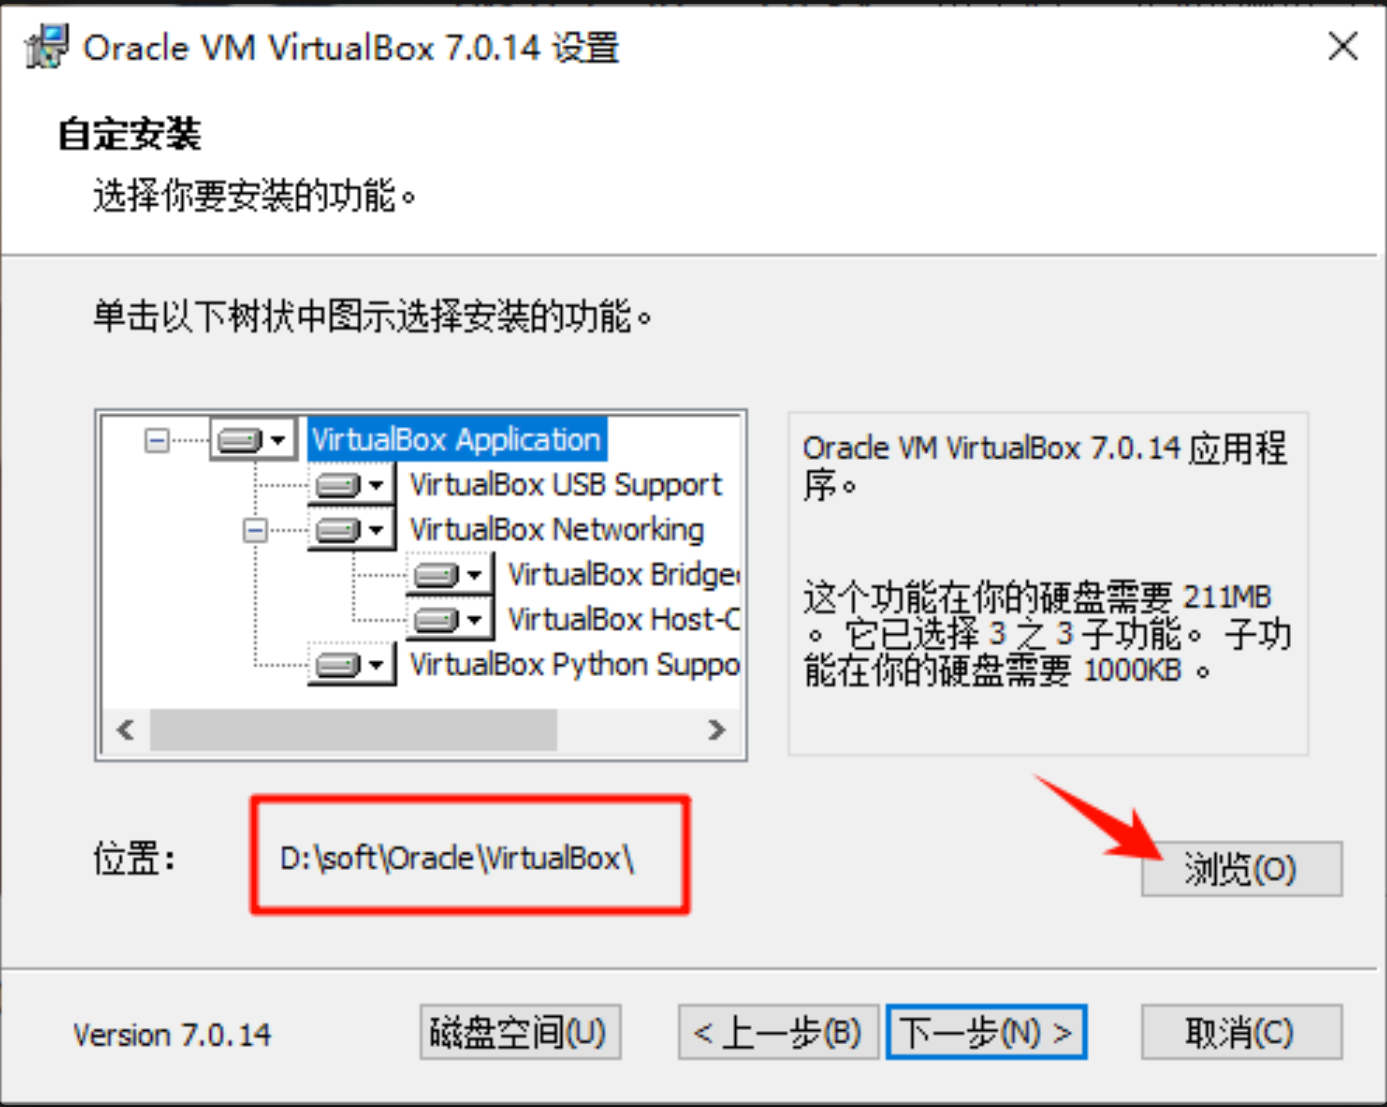 Oracle VM VirtualBox 7.0.14 设置
自定安装
选择你要安装的功能。
单击以下树状中图示选择安装的功能。
VirtualBox Application
VirtualBox USB Support
VirtualBox Networking
VirtualBox Bridge
VirtualBox Host-
VirtualBox Python Suppo
Oracle VM VirtualBox 7.0.14 应用程
序。
这个功能在你的硬盘需要 211MB
。 它已选择 3 之 3 子功能。 子功
能在你的硬盘需要 1000KB 。
位置:
D:\soft\Oracle\VirtualBox\
浏览(O)
Version 7.0.14
磁盘空间(U)
< 上一步(B)
下一步(N) >
取消(C)